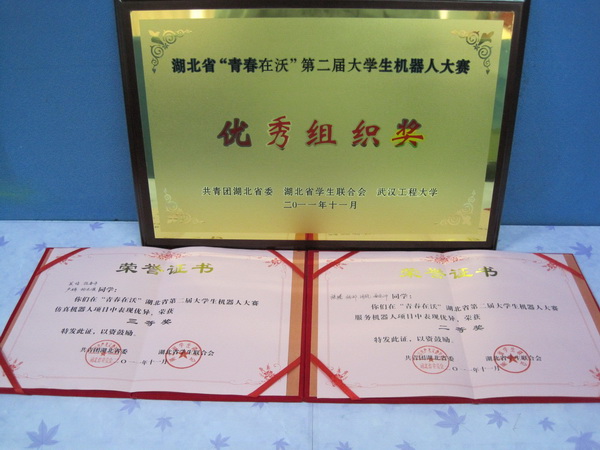 湖北省“青春在沃”第二届大学生机器人大赛
优秀组织奖
共青团湖北省委 湖北省学生联合会 武汉工程大学
二〇一一年十一月
荣誉证书
同学：
你们在“青春在沃”湖北省第二届大学生机器人大赛
仿真机器人项目中表现优异，荣获
三等奖
特发此证，以资鼓励。
共青团湖北省委 湖北省学生联合会
二〇一一年十一月
荣誉证书
同学：
你们在“青春在沃”湖北省第二届大学生机器人大赛
服务机器人项目中表现优异，荣获
二等奖
特发此证，以资鼓励。
共青团湖北省委 湖北省学生联合会
二〇一一年十一月